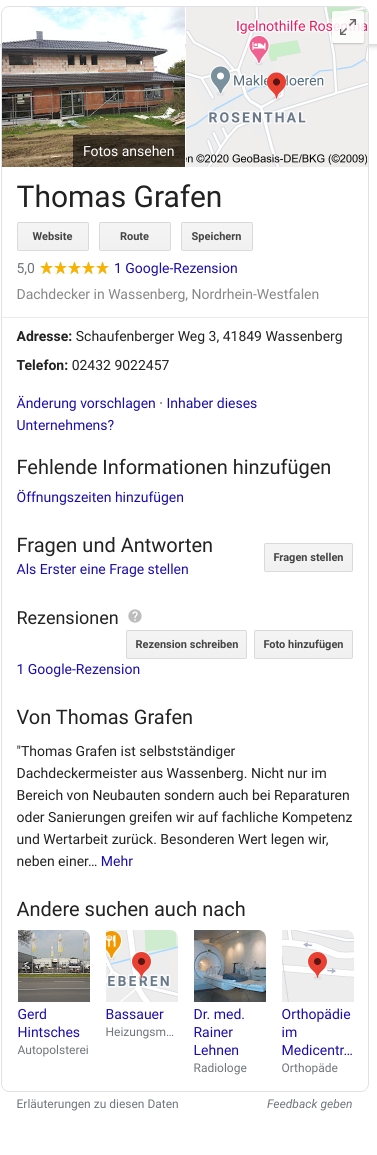 Igelnothilfe
Makle
ROSENTHAL
Fotos ansehen
©2020 GeoBasis-DE/BKG (©2009)
Thomas Grafen
Website Route Speichern
5,0 1 Google-Rezension
Dachdecker in Wassenberg, Nordrhein-Westfalen
Adresse: Schaufenberger Weg 3, 41849 Wassenberg
Telefon: 02432 9022457
Änderung vorschlagen · Inhaber dieses
Unternehmens?
Fehlende Informationen hinzufügen
Öffnungszeiten hinzufügen
Fragen und Antworten
Fragen stellen
Als Erster eine Frage stellen
Rezensionen ?
Rezension schreiben Foto hinzufügen
1 Google-Rezension
Von Thomas Grafen
"Thomas Grafen ist selbstständiger
Dachdeckermeister aus Wassenberg. Nicht nur im
Bereich von Neubauten sondern auch bei Reparaturen
oder Sanierungen greifen wir auf fachliche Kompetenz
und Wertarbeit zurück. Besonderen Wert legen wir,
neben einer… Mehr
Andere suchen auch nach
EBEREN
Gerd
Hintsches
Autopolsterei
Bassauer
Heizungsm…
Dr. med.
Rainer
Lehnen
Radiologe
Orthopädie
im
Medicentr…
Orthopäde
Erläuterungen zu diesen Daten Feedback geben